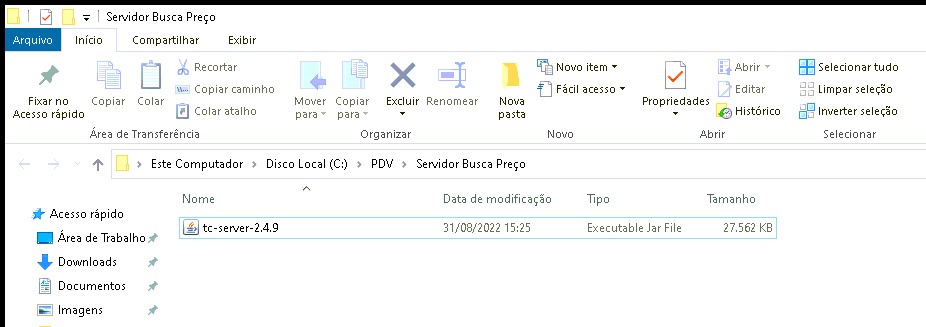 Servidor Busca Preço
Arquivo Início Compartilhar Exibir
Fixar no Acesso rápido
Copiar
Colar
Recortar
Copiar caminho
Colar atalho
Área de Transferência
Mover para
Copiar para
Excluir
Renomear
Organizar
Nova pasta
Novo item
Fácil acesso
Novo
Propriedades
Abrir
Editar
Histórico
Abrir
Selecionar tudo
Limpar seleção
Inverter seleção
Selecionar
Este Computador > Disco Local (C:) > PDV > Servidor Busca Preço
Nome Data de modificação Tipo Tamanho
tc-server-2.4.9 31/08/2022 15:25 Executable Jar File 27.562 KB
Acesso rápido
Área de Trabalho
Downloads
Documentos
Imagens